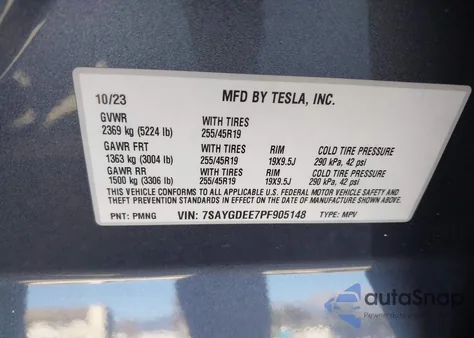 10/23 MFD BY TESLA, INC.
GVWR WITH TIRES
2369 kg (5224 lb) 255/45R19
GAWR FRT WITH TIRES RIM COLD TIRE PRESSURE
1363 kg (3004 lb) 255/45R19 19X9.5J 290 kPa, 42 psi
GAWR RR WITH TIRES RIM COLD TIRE PRESSURE
1500 kg (3306 lb) 255/45R19 19X9.5J 290 kPa, 42 psi
THIS VEHICLE CONFORMS TO ALL APPLICABLE U.S. FEDERAL MOTOR VEHICLE SAFETY AND
THEFT PREVENTION STANDARDS IN EFFECT ON THE DATE OF MANUFACTURE SHOWN ABOVE.
PNT: PMNG VIN: 7SAYGDEE7PF905148 TYPE: MPV
autoSnap